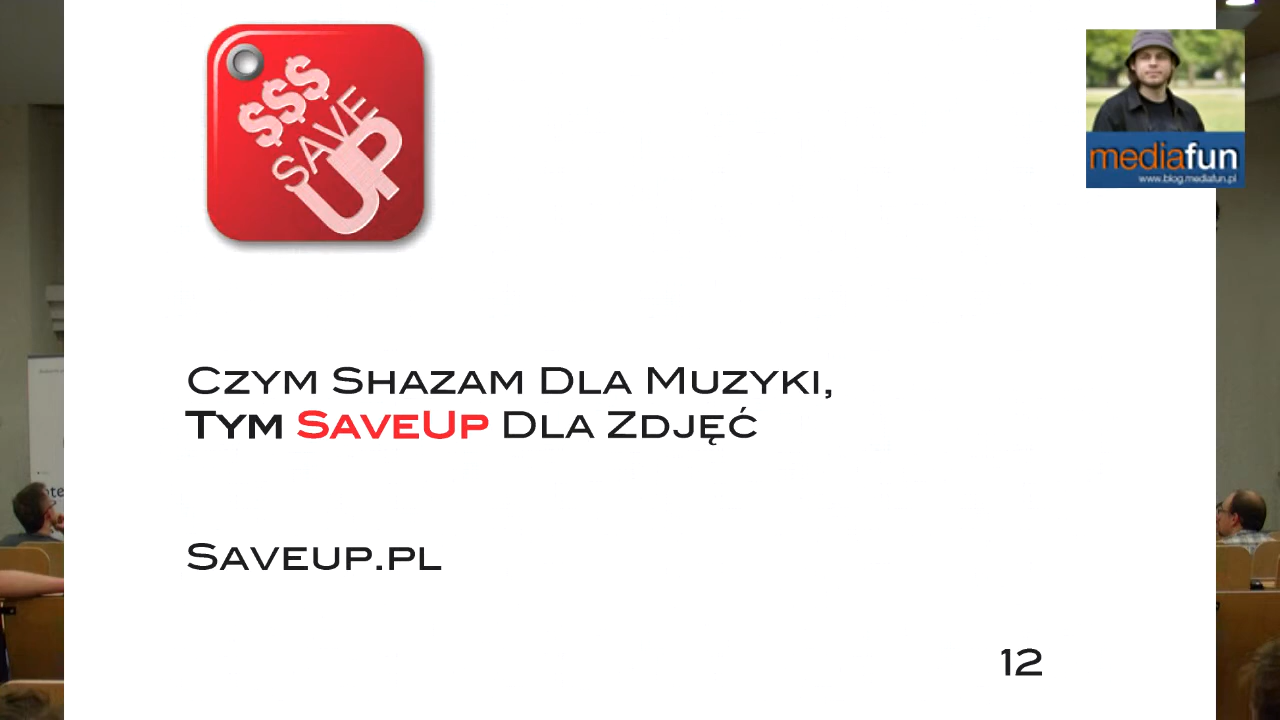 $$$
SAVE
UP
mediafun
www.blog.mediafun.pl
Czym Shazam Dla Muzyki,
Tym SaveUp Dla Zdjęć
Saveup.pl
12